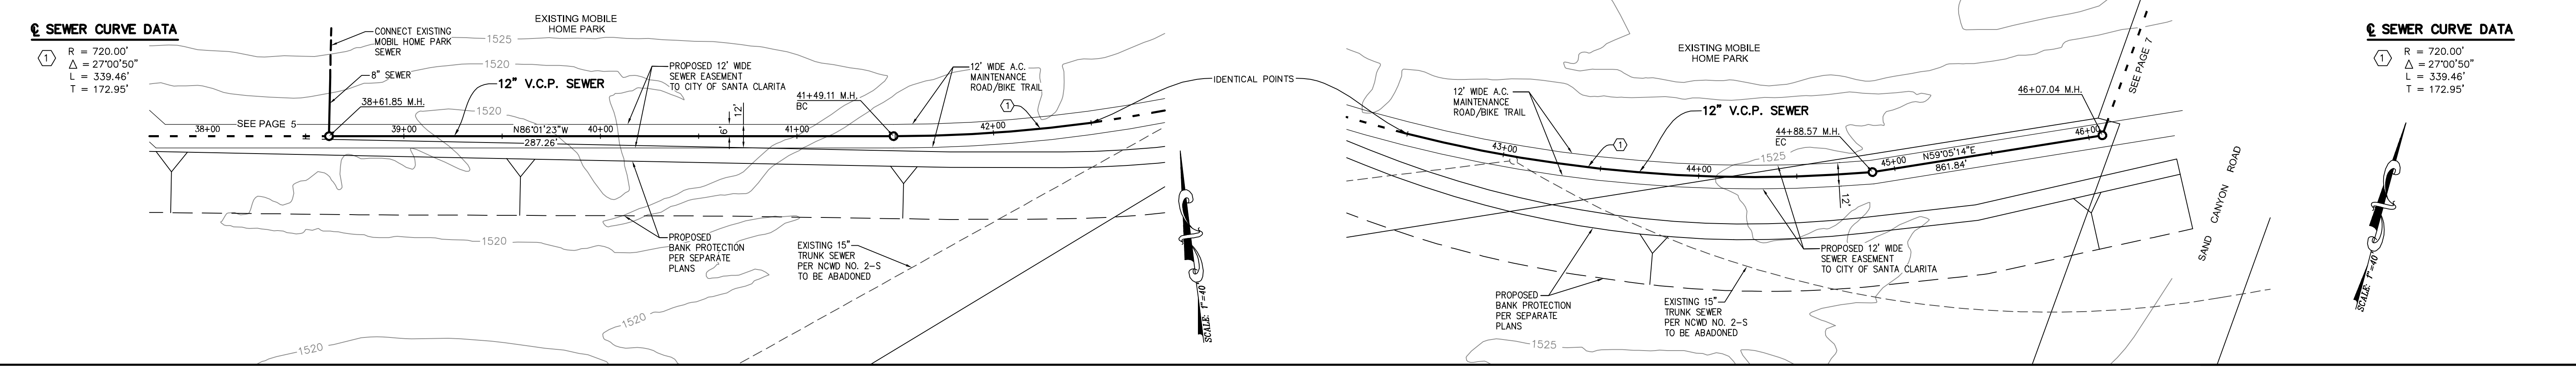 ℄ SEWER CURVE DATA
1
R = 720.00'
Δ = 27°00'50"
L = 339.46'
T = 172.95'
CONNECT EXISTING
MOBIL HOME PARK
SEWER
EXISTING MOBILE
HOME PARK
1525
1520
8" SEWER
12" V.C.P. SEWER
PROPOSED 12' WIDE
SEWER EASEMENT
TO CITY OF SANTA CLARITA
12' WIDE A.C.
MAINTENANCE
ROAD/BIKE TRAIL
38+61.85 M.H.
41+49.11 M.H.
BC
1
1520
12'
6'
SEE PAGE 5
38+00
39+00
N86°01'23"W
40+00
41+00
42+00
287.26'
1520
PROPOSED
BANK PROTECTION
PER SEPARATE
PLANS
EXISTING 15"
TRUNK SEWER
PER NCWD NO. 2-S
TO BE ABADONED
1520
1520
SCALE: 1"=40'
IDENTICAL POINTS
EXISTING MOBILE
HOME PARK
12' WIDE A.C.
MAINTENANCE
ROAD/BIKE TRAIL
12" V.C.P. SEWER
46+07.04 M.H.
SEE PAGE 7
44+88.57 M.H.
EC
1
1525
43+00
44+00
45+00
N59°05'14"E
861.84'
46+00
12'
PROPOSED 12' WIDE
SEWER EASEMENT
TO CITY OF SANTA CLARITA
PROPOSED
BANK PROTECTION
PER SEPARATE
PLANS
EXISTING 15"
TRUNK SEWER
PER NCWD NO. 2-S
TO BE ABADONED
1525
SAND CANYON ROAD
SCALE: 1"=40'
℄ SEWER CURVE DATA
1
R = 720.00'
Δ = 27°00'50"
L = 339.46'
T = 172.95'